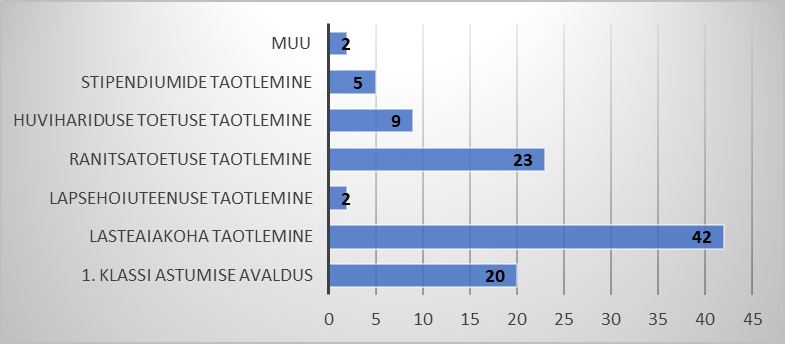 MUU 2
STIPENDIUMIDE TAOTLEMINE 5
HUVIHARIDUSE TOETUSE TAOTLEMINE 9
RANITSATOETUSE TAOTLEMINE 23
LAPSEHOIUTEENUSE TAOTLEMINE 2
LASTEAIAKOHA TAOTLEMINE 42
1. KLASSI ASTUMISE AVALDUS 20
0 5 10 15 20 25 30 35 40 45